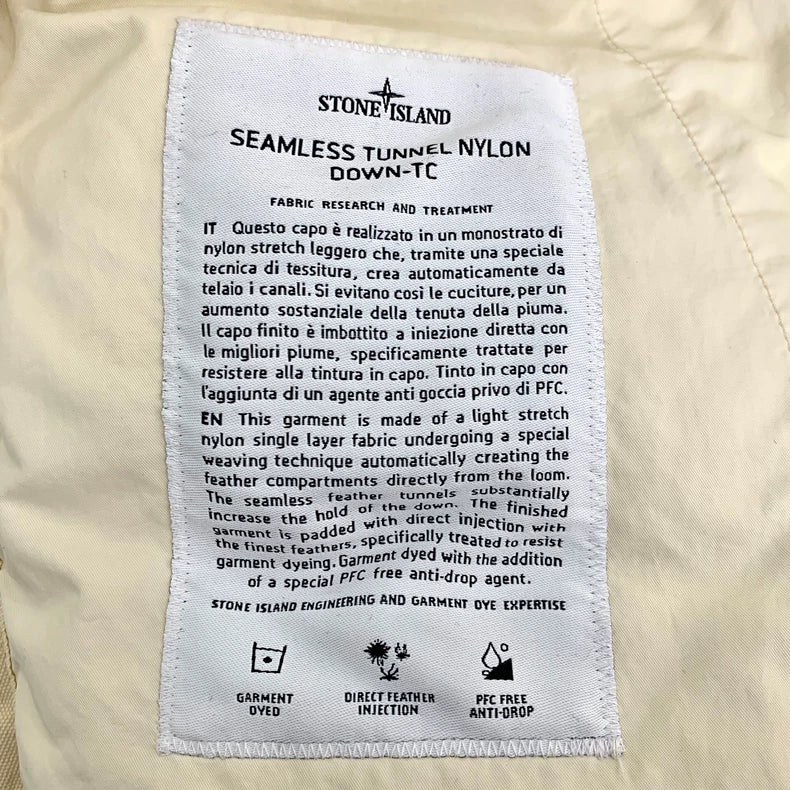 STONE ISLAND
SEAMLESS TUNNEL NYLON
DOWN-TC
FABRIC RESEARCH AND TREATMENT
IT Questo capo è realizzato in un monostrato di
nylon stretch leggero che, tramite una speciale
tecnica di tessitura, crea automaticamente da
telaio i canali. Si evitano così le cuciture, per un
aumento sostanziale della tenuta della piuma.
Il capo finito è imbottito a iniezione diretta con
le migliori piume, specificamente trattate per
resistere alla tintura in capo. Tinto in capo con
l'aggiunta di un agente anti goccia privo di PFC.
EN This garment is made of a light stretch
nylon single layer fabric undergoing a special
weaving technique automatically creating the
feather compartments directly from the loom.
The seamless feather tunnels substantially
increase the hold of the down. The finished
garment is padded with direct injection with
the finest feathers, specifically treated to resist
garment dyeing. Garment dyed with the addition
of a special PFC free anti-drop agent.
STONE ISLAND ENGINEERING AND GARMENT DYE EXPERTISE
GARMENT DYED
DIRECT FEATHER INJECTION
PFC FREE ANTI-DROP